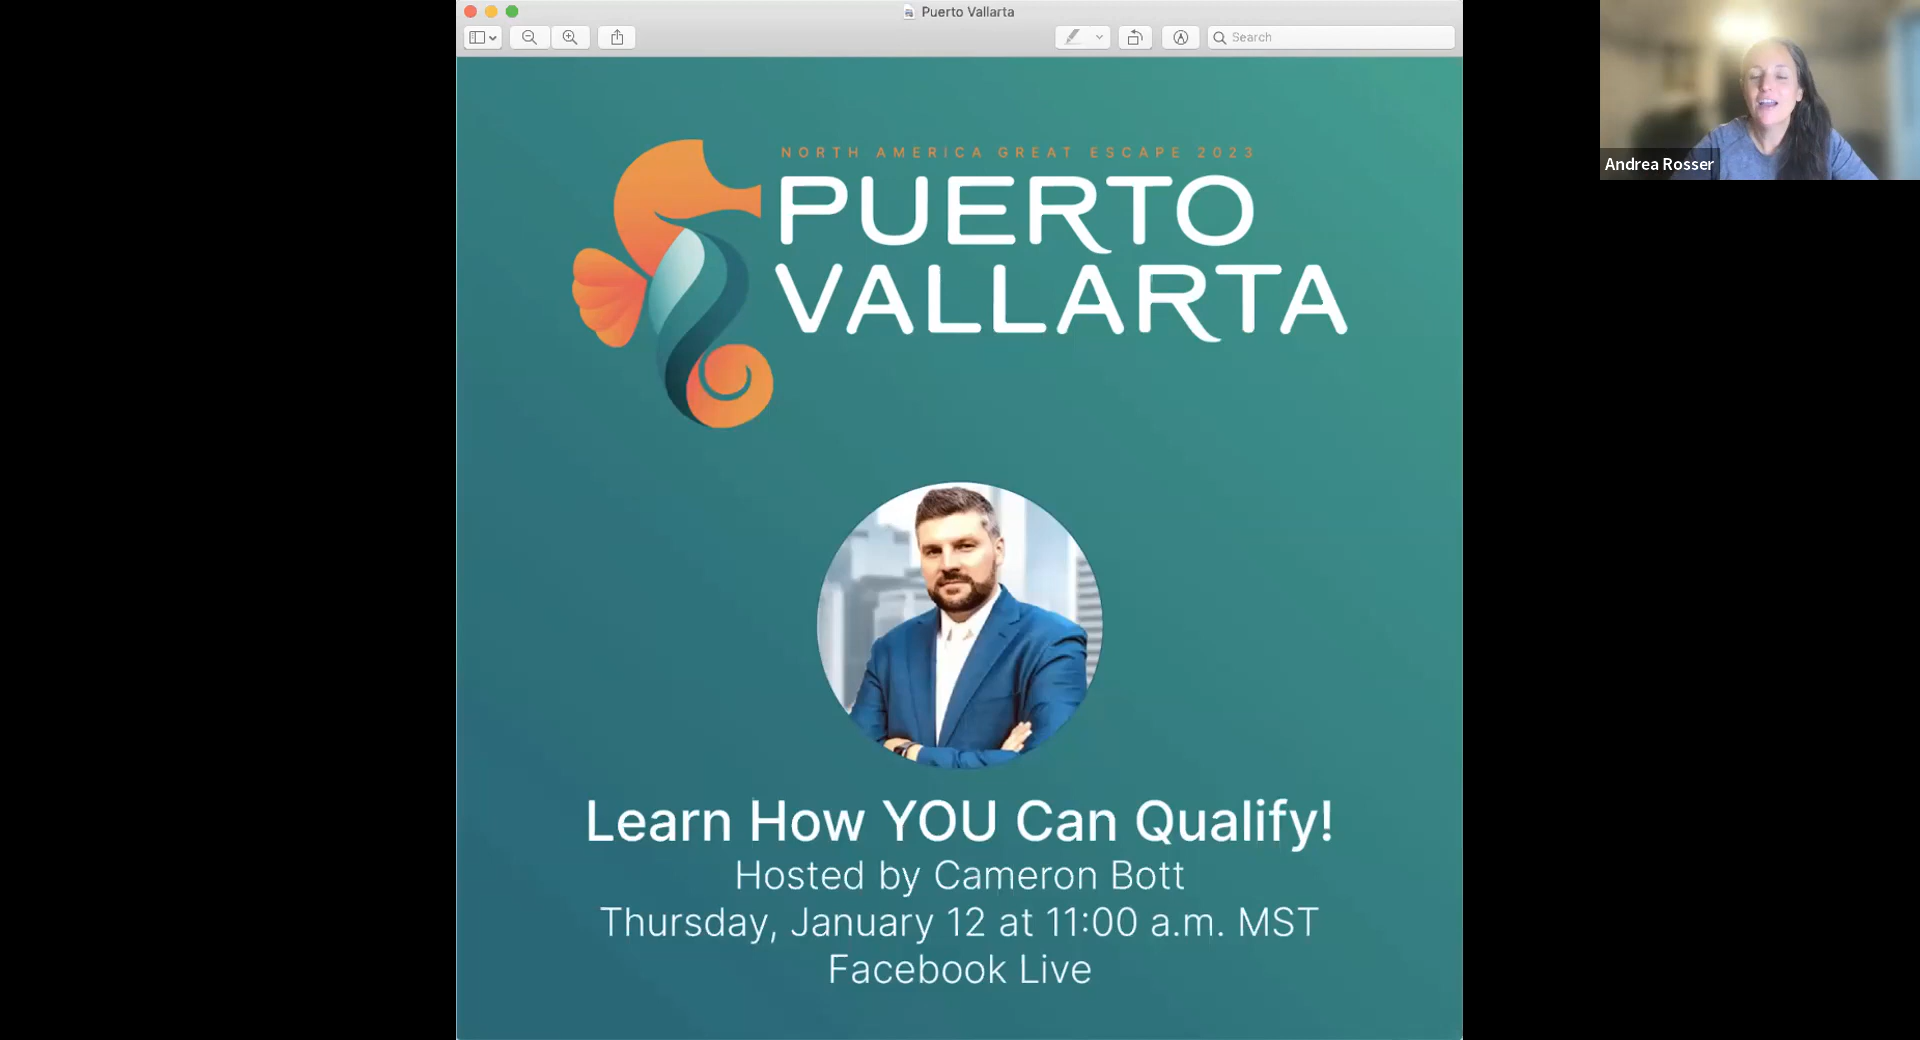 Puerto Vallarta
Search
Andrea Rosser
NORTH AMERICA GREAT ESCAPE 2023
PUERTO
VALLARTA
Learn How YOU Can Qualify!
Hosted by Cameron Bott
Thursday, January 12 at 11:00 a.m. MST
Facebook Live